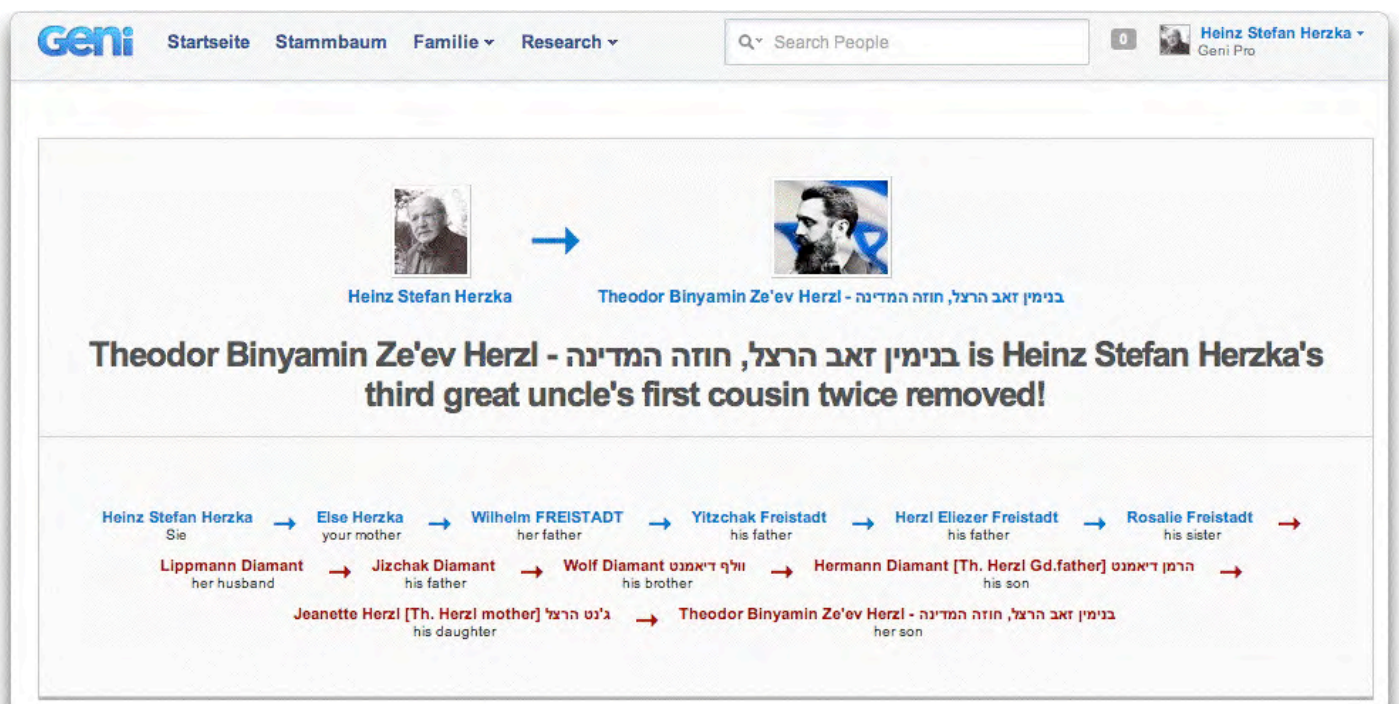 Geni Startseite Stammbaum Familie Research Search People 0 Heinz Stefan Herzka
Geni Pro
Heinz Stefan Herzka Theodor Binyamin Ze'ev Herzl - בנימין זאב הרצל, חוזה המדינה
Theodor Binyamin Ze'ev Herzl - בנימין זאב הרצל, חוזה המדינה is Heinz Stefan Herzka's
third great uncle's first cousin twice removed!
Heinz Stefan Herzka → Else Herzka → Wilhelm FREISTADT → Yitzchak Freistadt → Herzl Eliezer Freistadt → Rosalie Freistadt →
Sie your mother her father his father his father his sister
Lippmann Diamant → Jizchak Diamant → Wolf Diamant וולף דיאמנט → Hermann Diamant [Th. Herzl Gd.father] הרמן דיאמנט →
her husband his father his brother his son
Jeanette Herzl [Th. Herzl mother] ג'נט הרצל → Theodor Binyamin Ze'ev Herzl - בנימין זאב הרצל, חוזה המדינה
his daughter her son